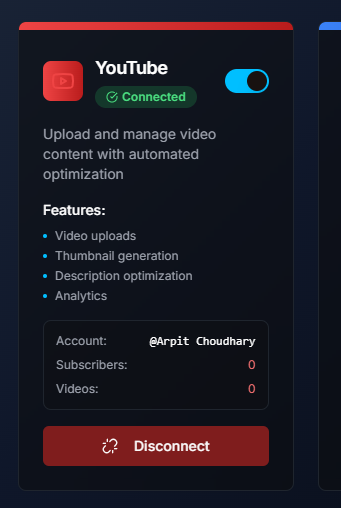 YouTube
Connected
Upload and manage video
content with automated
optimization
Features:
Video uploads
Thumbnail generation
Description optimization
Analytics
Account: @Arpit Choudhary
Subscribers: 0
Videos: 0
Disconnect